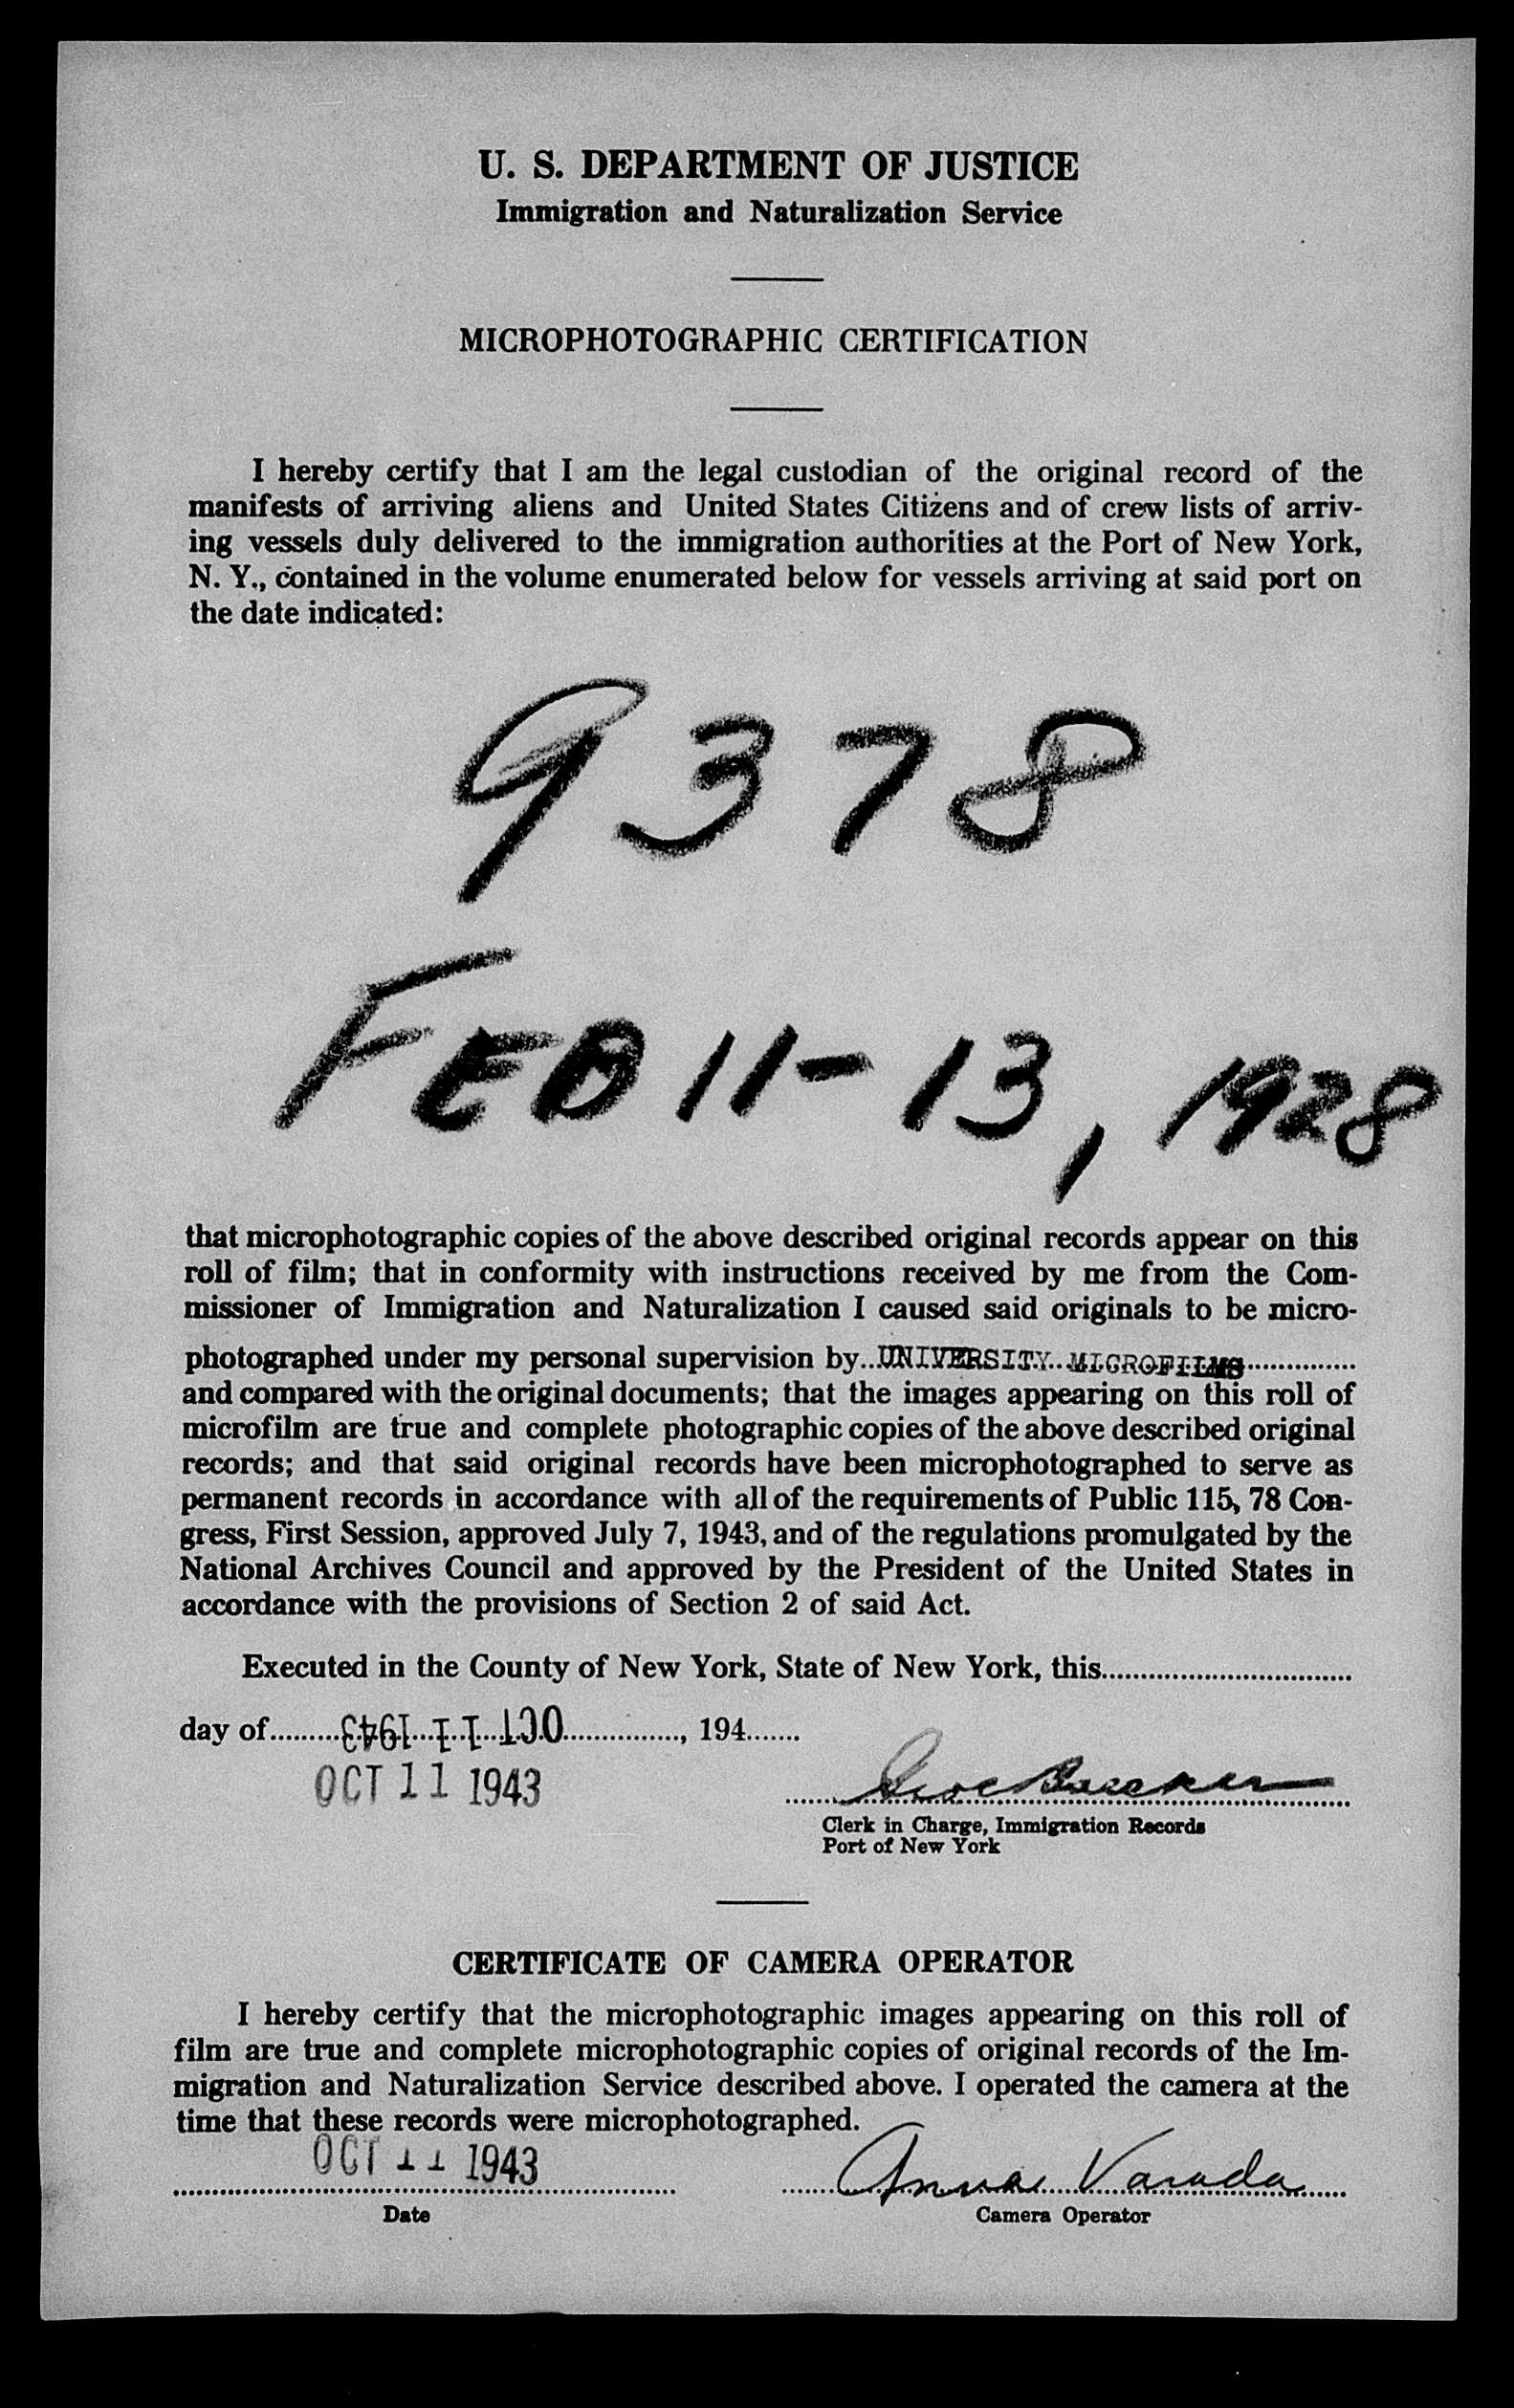 U. S. DEPARTMENT OF JUSTICE
Immigration and Naturalization Service
MICROPHOTOGRAPHIC CERTIFICATION
I hereby certify that I am the legal custodian of the original record of the
manifests of arriving aliens and United States Citizens and of crew lists of arriv-
ing vessels duly delivered to the immigration authorities at the Port of New York,
N. Y., contained in the volume enumerated below for vessels arriving at said port on
the date indicated:
9378
FEB 11-13, 1928
that microphotographic copies of the above described original records appear on this
roll of film; that in conformity with instructions received by me from the Com-
missioner of Immigration and Naturalization I caused said originals to be micro-
photographed under my personal supervision by..UNIVERSITY..MICROFILMS..............
and compared with the original documents; that the images appearing on this roll of
microfilm are true and complete photographic copies of the above described original
records; and that said original records have been microphotographed to serve as
permanent records in accordance with all of the requirements of Public 115, 78 Con-
gress, First Session, approved July 7, 1943, and of the regulations promulgated by the
National Archives Council and approved by the President of the United States in
accordance with the provisions of Section 2 of said Act.
Executed in the County of New York, State of New York, this................................
day of.........OCT 11 1943..............., 194.......
OCT 11 1943
Clerk in Charge, Immigration Records
Port of New York
CERTIFICATE OF CAMERA OPERATOR
I hereby certify that the microphotographic images appearing on this roll of
film are true and complete microphotographic copies of original records of the Im-
migration and Naturalization Service described above. I operated the camera at the
time that these records were microphotographed.
OCT 11 1943 Anna Varada
Date Camera Operator